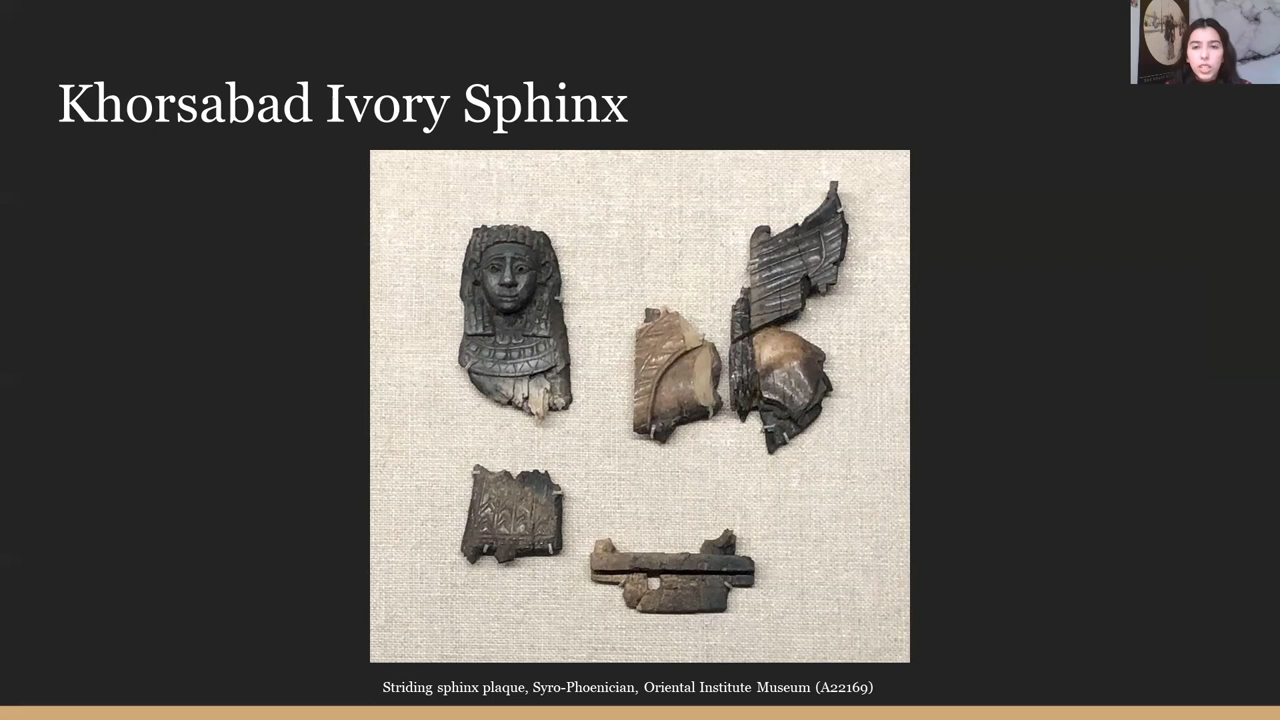 Khorsabad Ivory Sphinx
Striding sphinx plaque, Syro-Phoenician, Oriental Institute Museum (A22169)